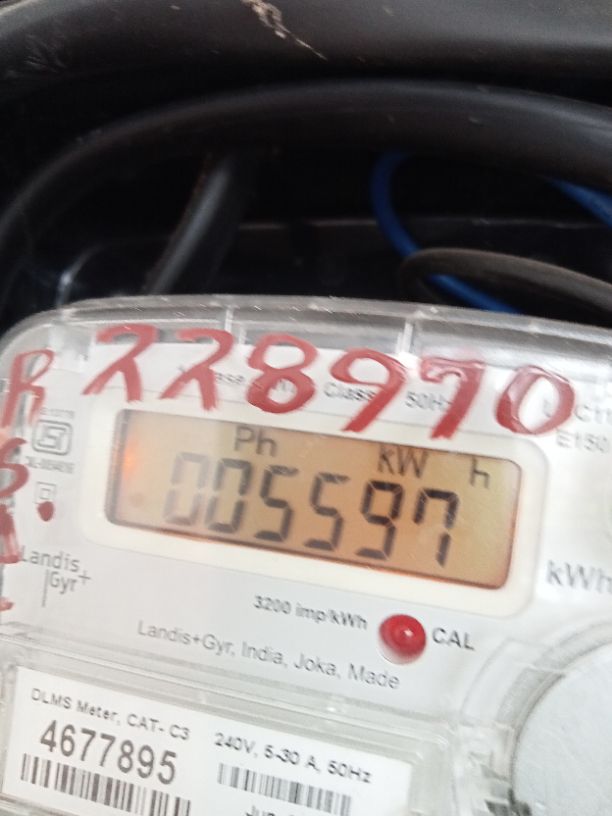 228970
50Hz
E150
Ph kW h
005597
kWh
Landis
Gyr+
3200 imp/kWh
CAL
Landis+Gyr, India, Joka, Made
DLMS Meter, CAT- C3
4677895
240V, 5-30 A, 50Hz